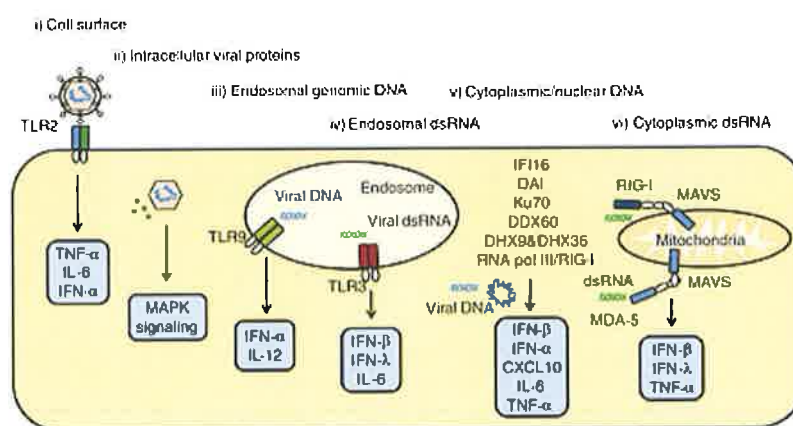 i) Cell surface
ii) Intracellular viral proteins
iii) Endosomal genomic DNA
v) Cytoplasmic/nuclear DNA
iv) Endosomal dsRNA
vi) Cytoplasmic dsRNA
TLR2
TNF-α
IL-6
IFN-α
MAPK
signaling
Endosome
Viral DNA
Viral dsRNA
TLR9
TLR3
IFN-α
IL-12
IFN-β
IFN-λ
IL-6
IFI16
DAI
Ku70
DDX60
DHX9&DHX36
RNA pol III/RIG-I
Viral DNA
IFN-β
IFN-α
CXCL10
IL-6
TNF-α
RIG-I
MAVS
Mitochondria
dsRNA
MAVS
MDA-5
IFN-β
IFN-λ
TNF-α